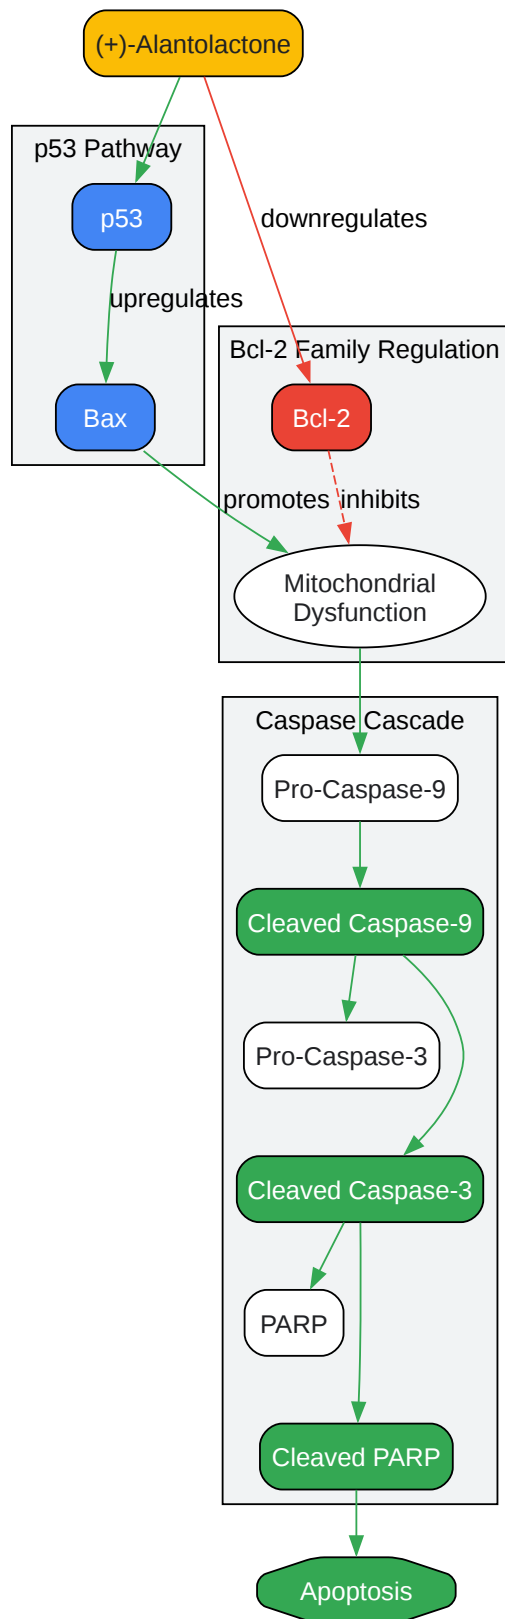 (+)-Alantolactone
p53 Pathway
p53
downregulates
upregulates
Bcl-2 Family Regulation
Bax
Bcl-2
promotes
inhibits
Mitochondrial
Dysfunction
Caspase Cascade
Pro-Caspase-9
Cleaved Caspase-9
Pro-Caspase-3
Cleaved Caspase-3
PARP
Cleaved PARP
Apoptosis